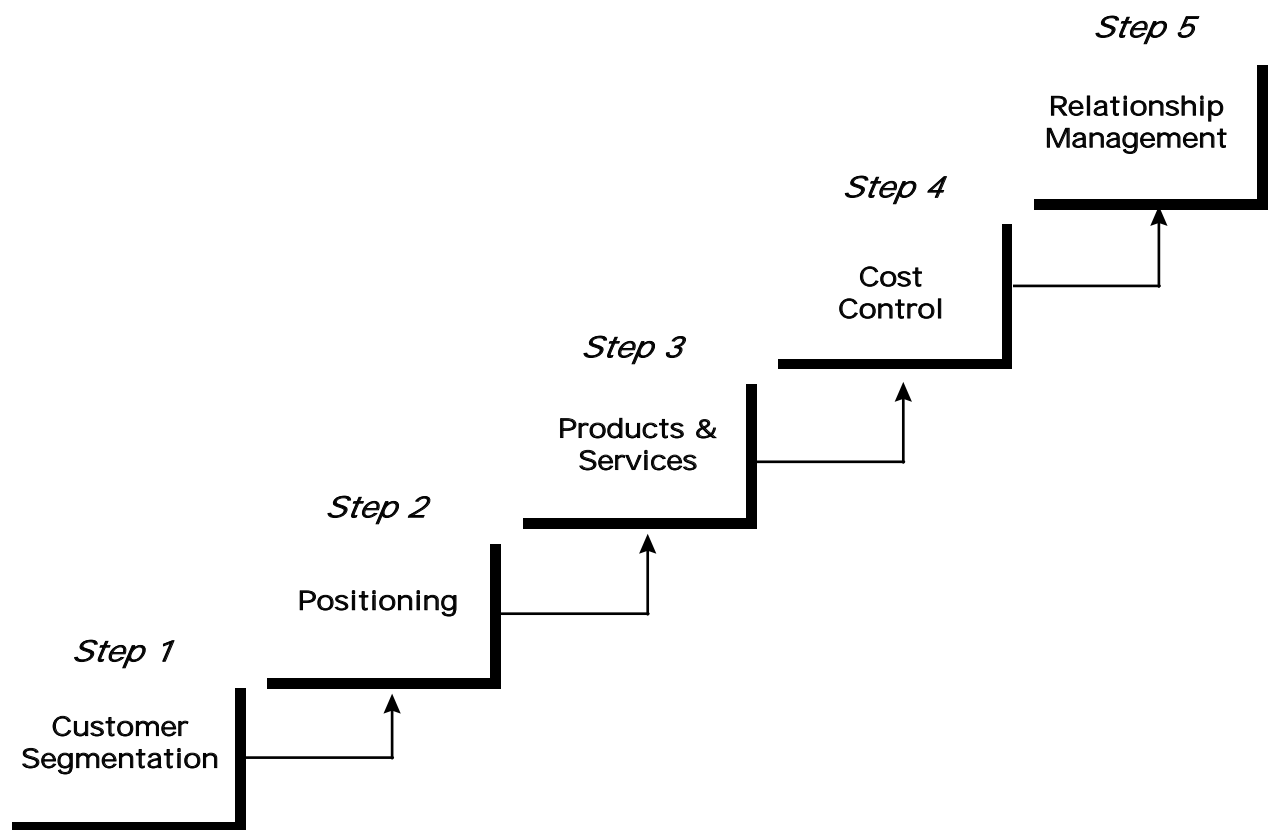 Step 5
Relationship
Management
Step 4
Cost
Control
Step 3
Products &
Services
Step 2
Positioning
Step 1
Customer
Segmentation